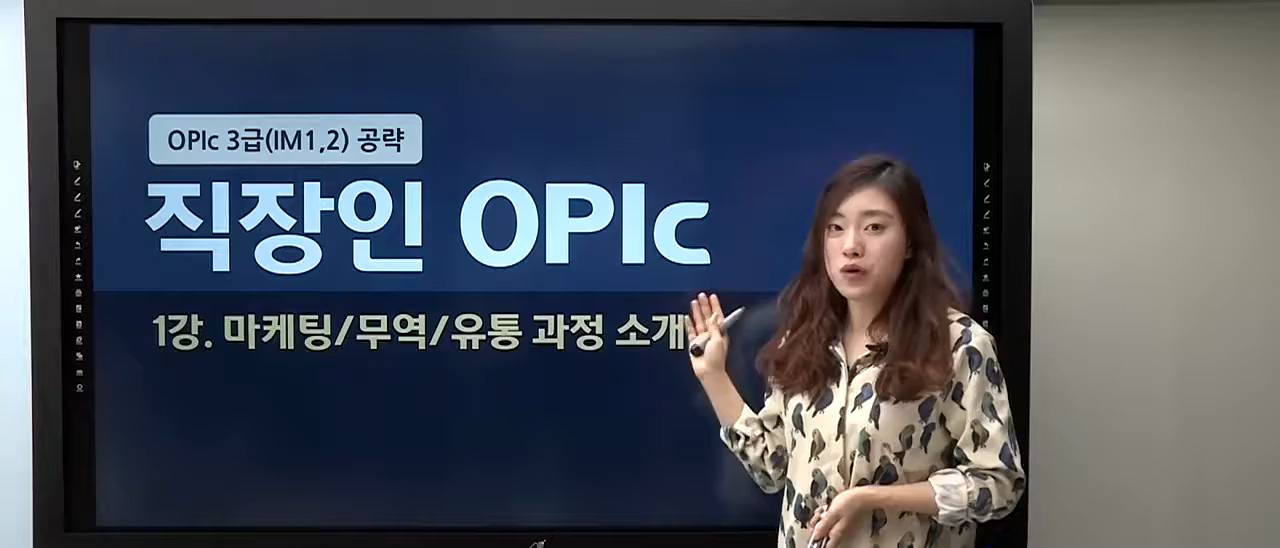 OPIc 3급(IM1,2) 공략
직장인 OPIc
1강. 마케팅/무역/유통 과정 소개